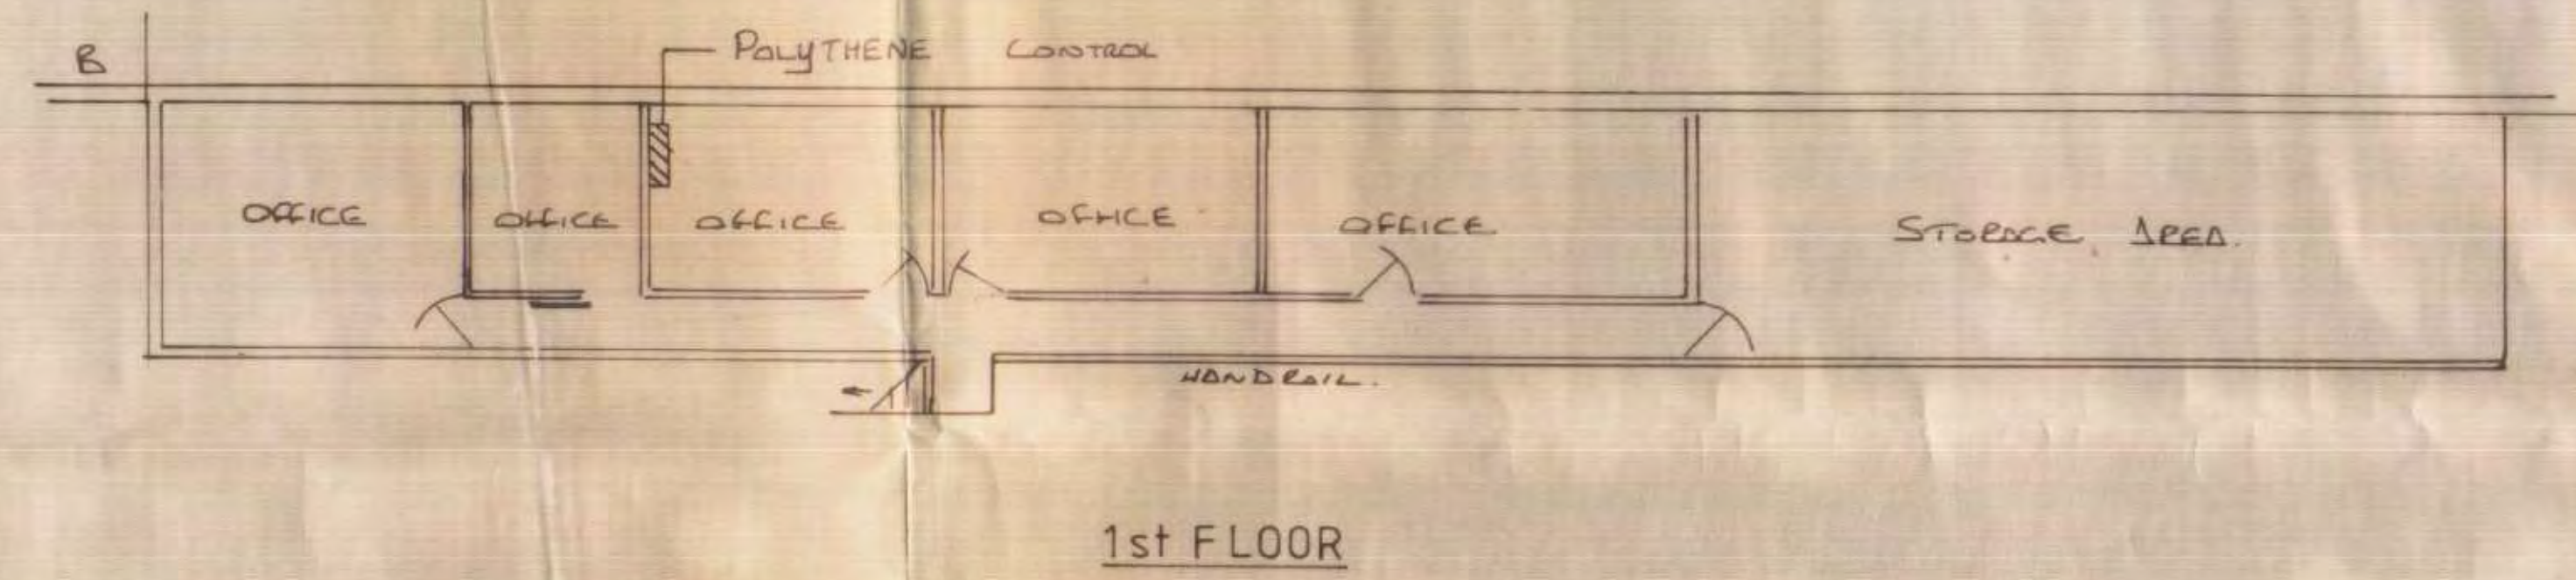 B
POLYTHENE CONTROL
OFFICE
OFFICE
OFFICE
OFFICE
OFFICE
STORAGE AREA.
HANDRAIL.
1st FLOOR